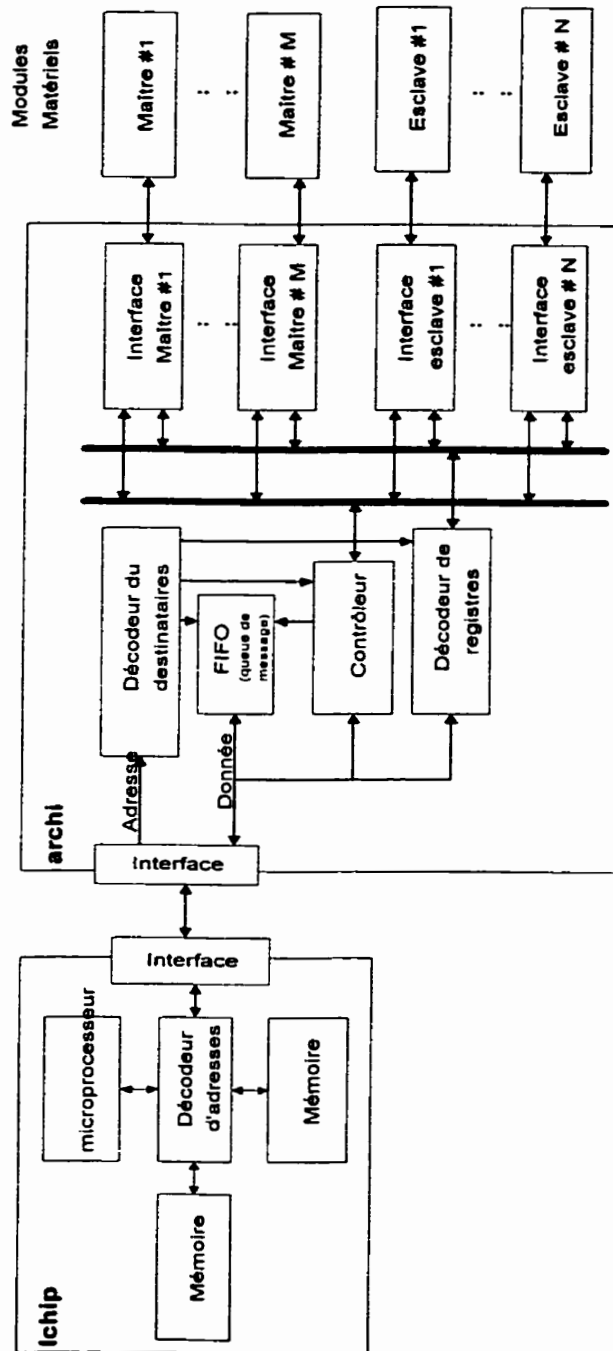 Modules
Matériels
Maître #1
.. ..
Maître # M
Esclave #1
.. ..
Esclave # N
Interface
Maître #1
.. ..
Interface
Maître # M
Interface
esclave #1
.. ..
Interface
esclave # N
archi
Décodeur du
destinataires
Adresse
FIFO
(queue de
message)
Donnée
Contrôleur
Décodeur de
registres
Interface
Interface
lchip
microprocesseur
Décodeur
d'adresses
Mémoire
Mémoire